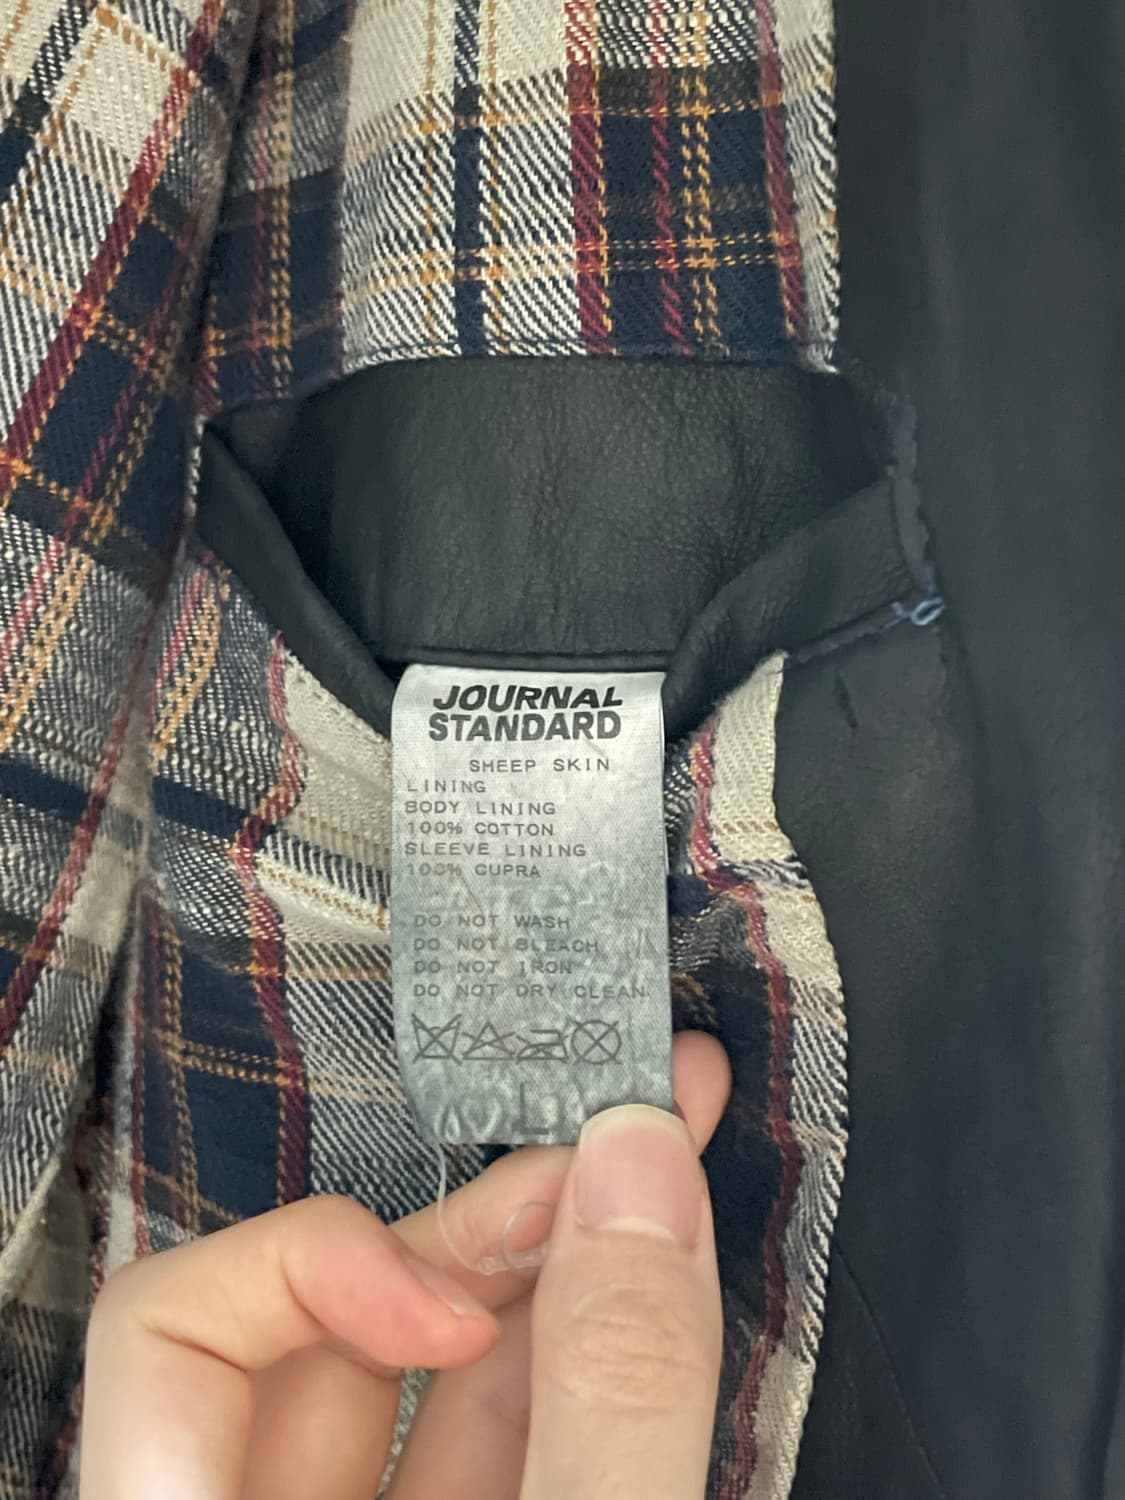 JOURNAL
STANDARD
SHEEP SKIN
LINING
BODY LINING
100% COTTON
SLEEVE LINING
100% CUPRA
DO NOT WASH
DO NOT BLEACH
DO NOT IRON
DO NOT DRY CLEAN
L